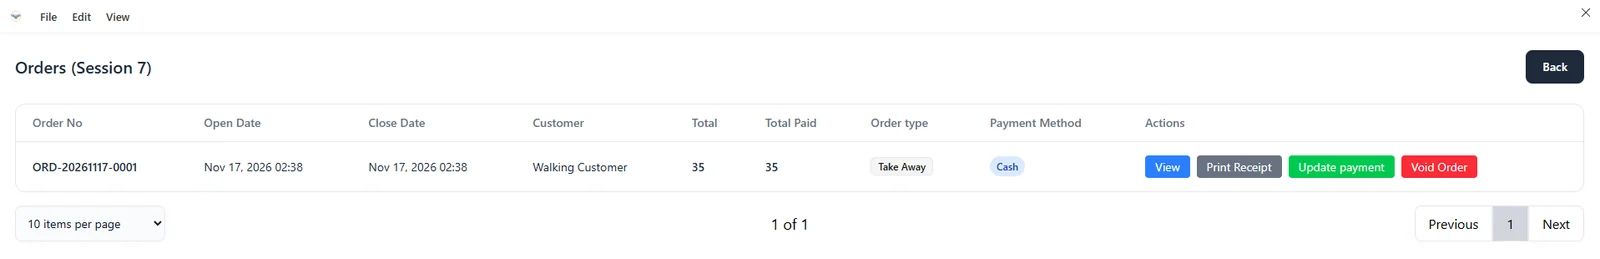 File Edit View
Orders (Session 7)
Back
Order No Open Date Close Date Customer Total Total Paid Order type Payment Method Actions
ORD-20261117-0001 Nov 17, 2026 02:38 Nov 17, 2026 02:38 Walking Customer 35 35 Take Away Cash View Print Receipt Update payment Void Order
10 items per page 1 of 1 Previous 1 Next